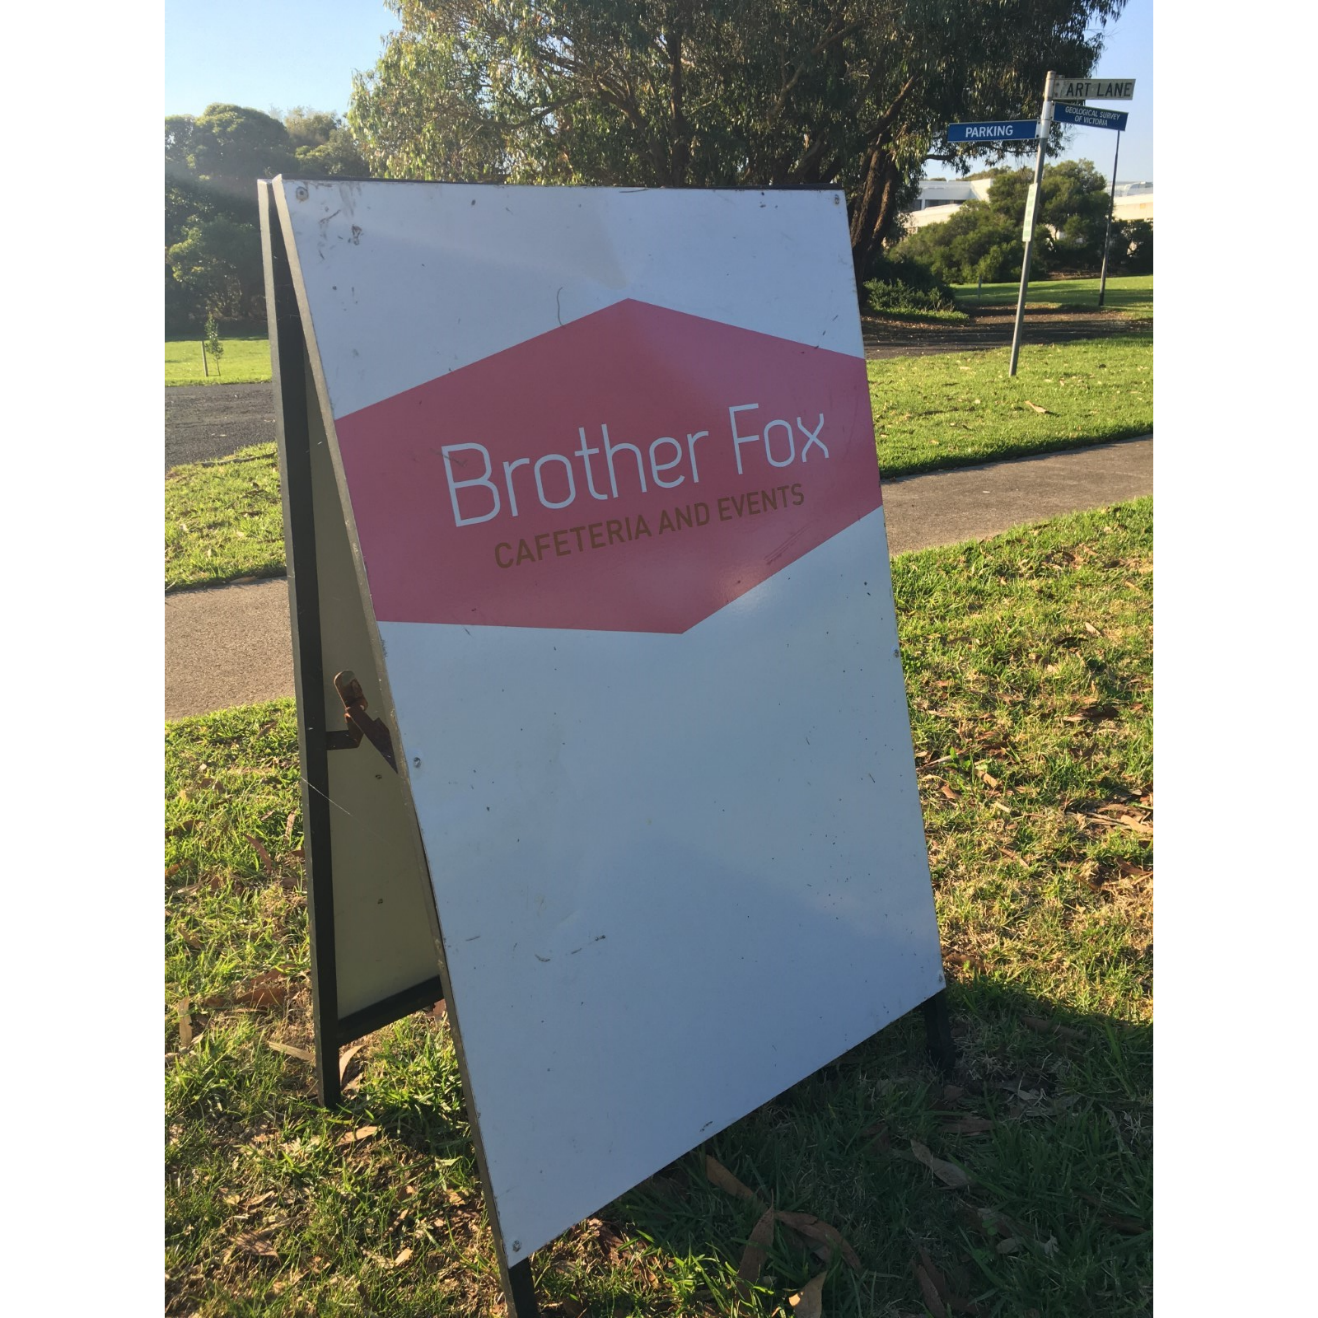 ART LANE
GEOLOGICAL SURVEY
OF VICTORIA
PARKING
Brother Fox
CAFETERIA AND EVENTS